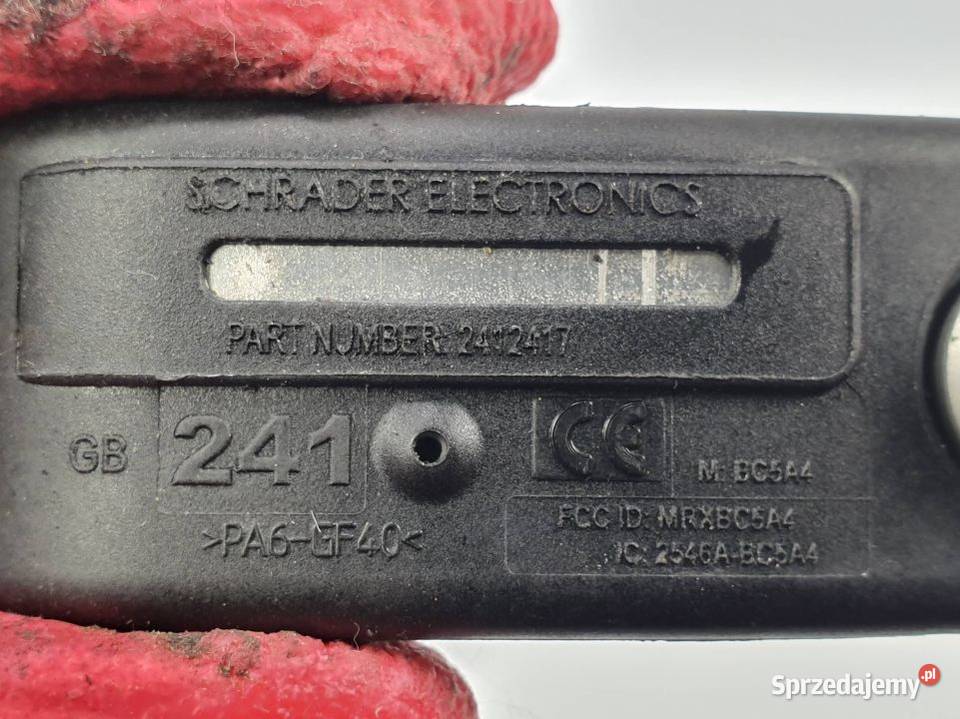 SCHRADER ELECTRONICS
PART NUMBER: 2412417
GB 241 CE
M: BC5A4
FCC ID: MRXBC5A4
>PA6-GF40<
IC: 2546A-BC5A4
Sprzedajemy.pl